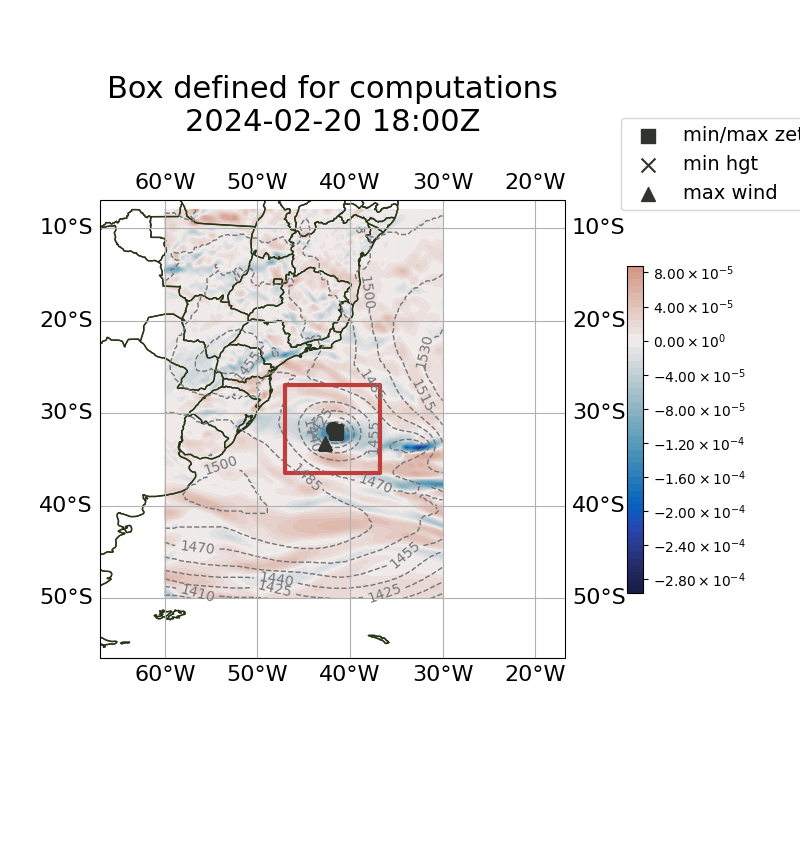 Box defined for computations
2024-02-20 18:00Z
min/max zet
min hgt
max wind
60°W 50°W 40°W 30°W 20°W
10°S 10°S
20°S 20°S
30°S 30°S
40°S 40°S
50°S 50°S
60°W 50°W 40°W 30°W 20°W
8.00 × 10⁻⁵
4.00 × 10⁻⁵
0.00 × 10⁰
−4.00 × 10⁻⁵
−8.00 × 10⁻⁵
−1.20 × 10⁻⁴
−1.60 × 10⁻⁴
−2.00 × 10⁻⁴
−2.40 × 10⁻⁴
−2.80 × 10⁻⁴
1500
1530
1515
1455
1455
1500
1485
1470
1470
1455
1440
1425
1410
1425